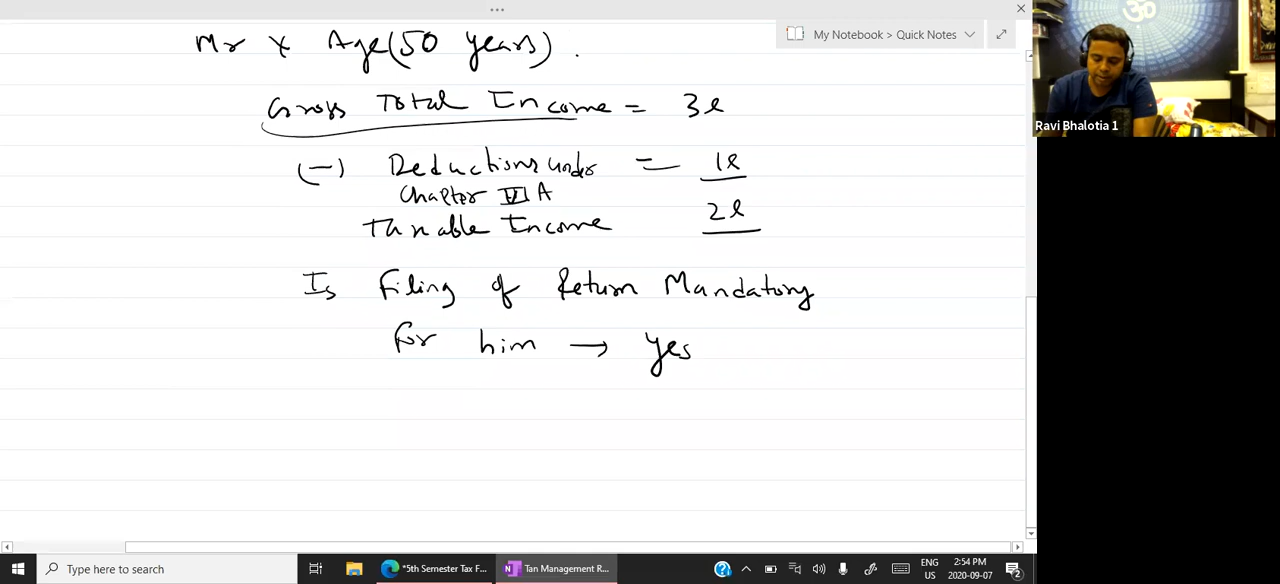 My Notebook > Quick Notes
Mr X Age (50 years).
Gross Total Income = 3l
(-) Deductions under = 1l
Chapter VI A
Taxable Income 2l
Is Filing of Return Mandatory
for him → yes
Ravi Bhalotia 1
Type here to search
*5th Semester Tax F...
Tan Management R...
ENG
US
2:54 PM
2020-09-07
2